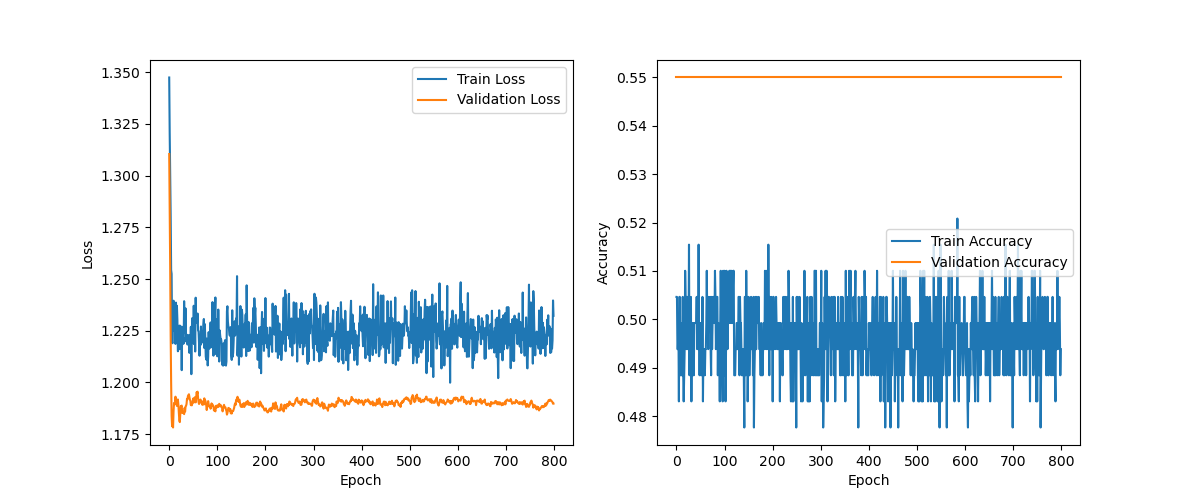 1.350
1.325
1.300
1.275
1.250
1.225
1.200
1.175
Loss
0 100 200 300 400 500 600 700 800
Epoch
Train Loss
Validation Loss
0.55
0.54
0.53
0.52
0.51
0.50
0.49
0.48
Accuracy
0 100 200 300 400 500 600 700 800
Epoch
Train Accuracy
Validation Accuracy